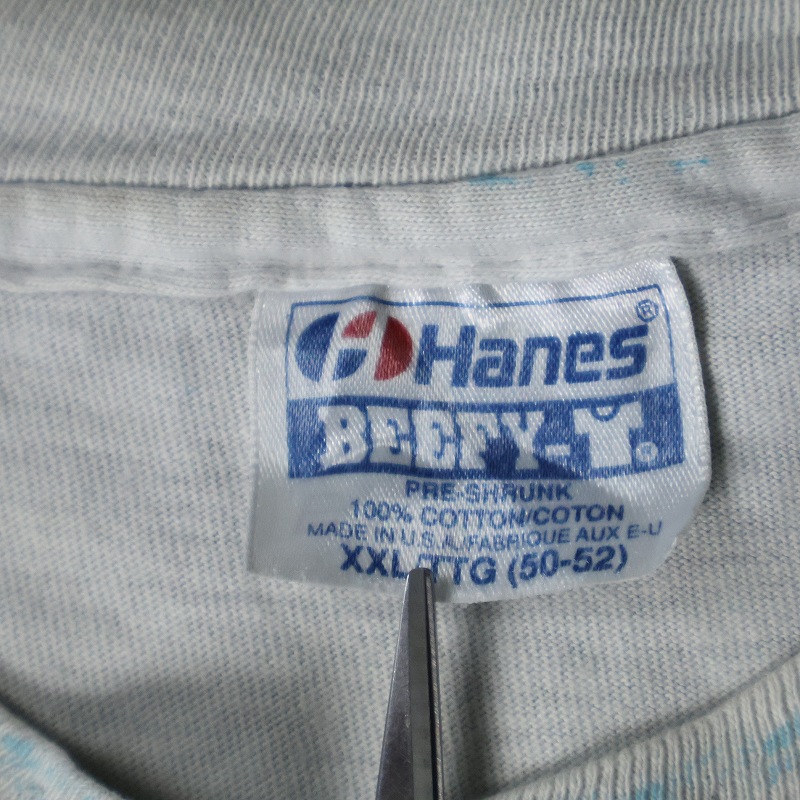 Hanes®
BEEFY-T®
PRE-SHRUNK
100% COTTON/COTON
MADE IN U.S.A./FABRIQUE AUX E-U
XXL/TTG (50-52)